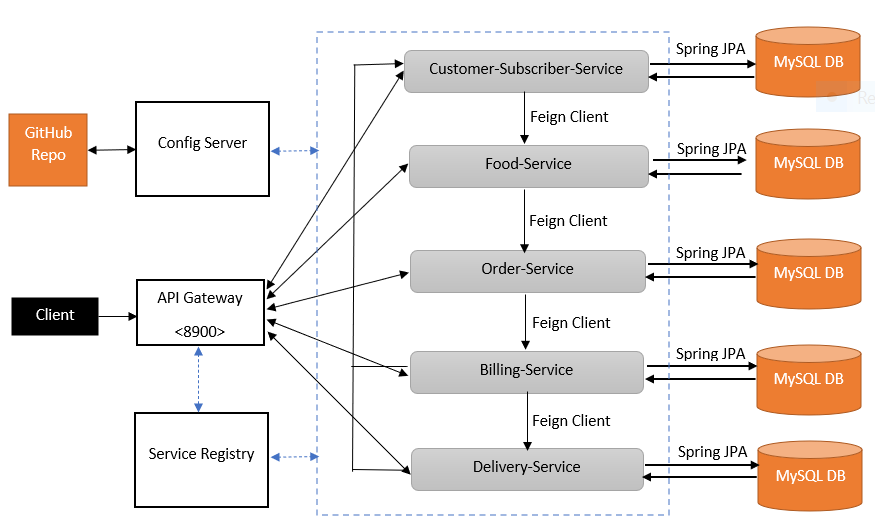 Spring JPA
MySQL DB
Customer-Subscriber-Service
Feign Client
GitHub
Repo
Config Server
Food-Service
Spring JPA
MySQL DB
Feign Client
Order-Service
Spring JPA
MySQL DB
Client
API Gateway
<8900>
Feign Client
Billing-Service
Spring JPA
MySQL DB
Feign Client
Service Registry
Delivery-Service
Spring JPA
MySQL DB